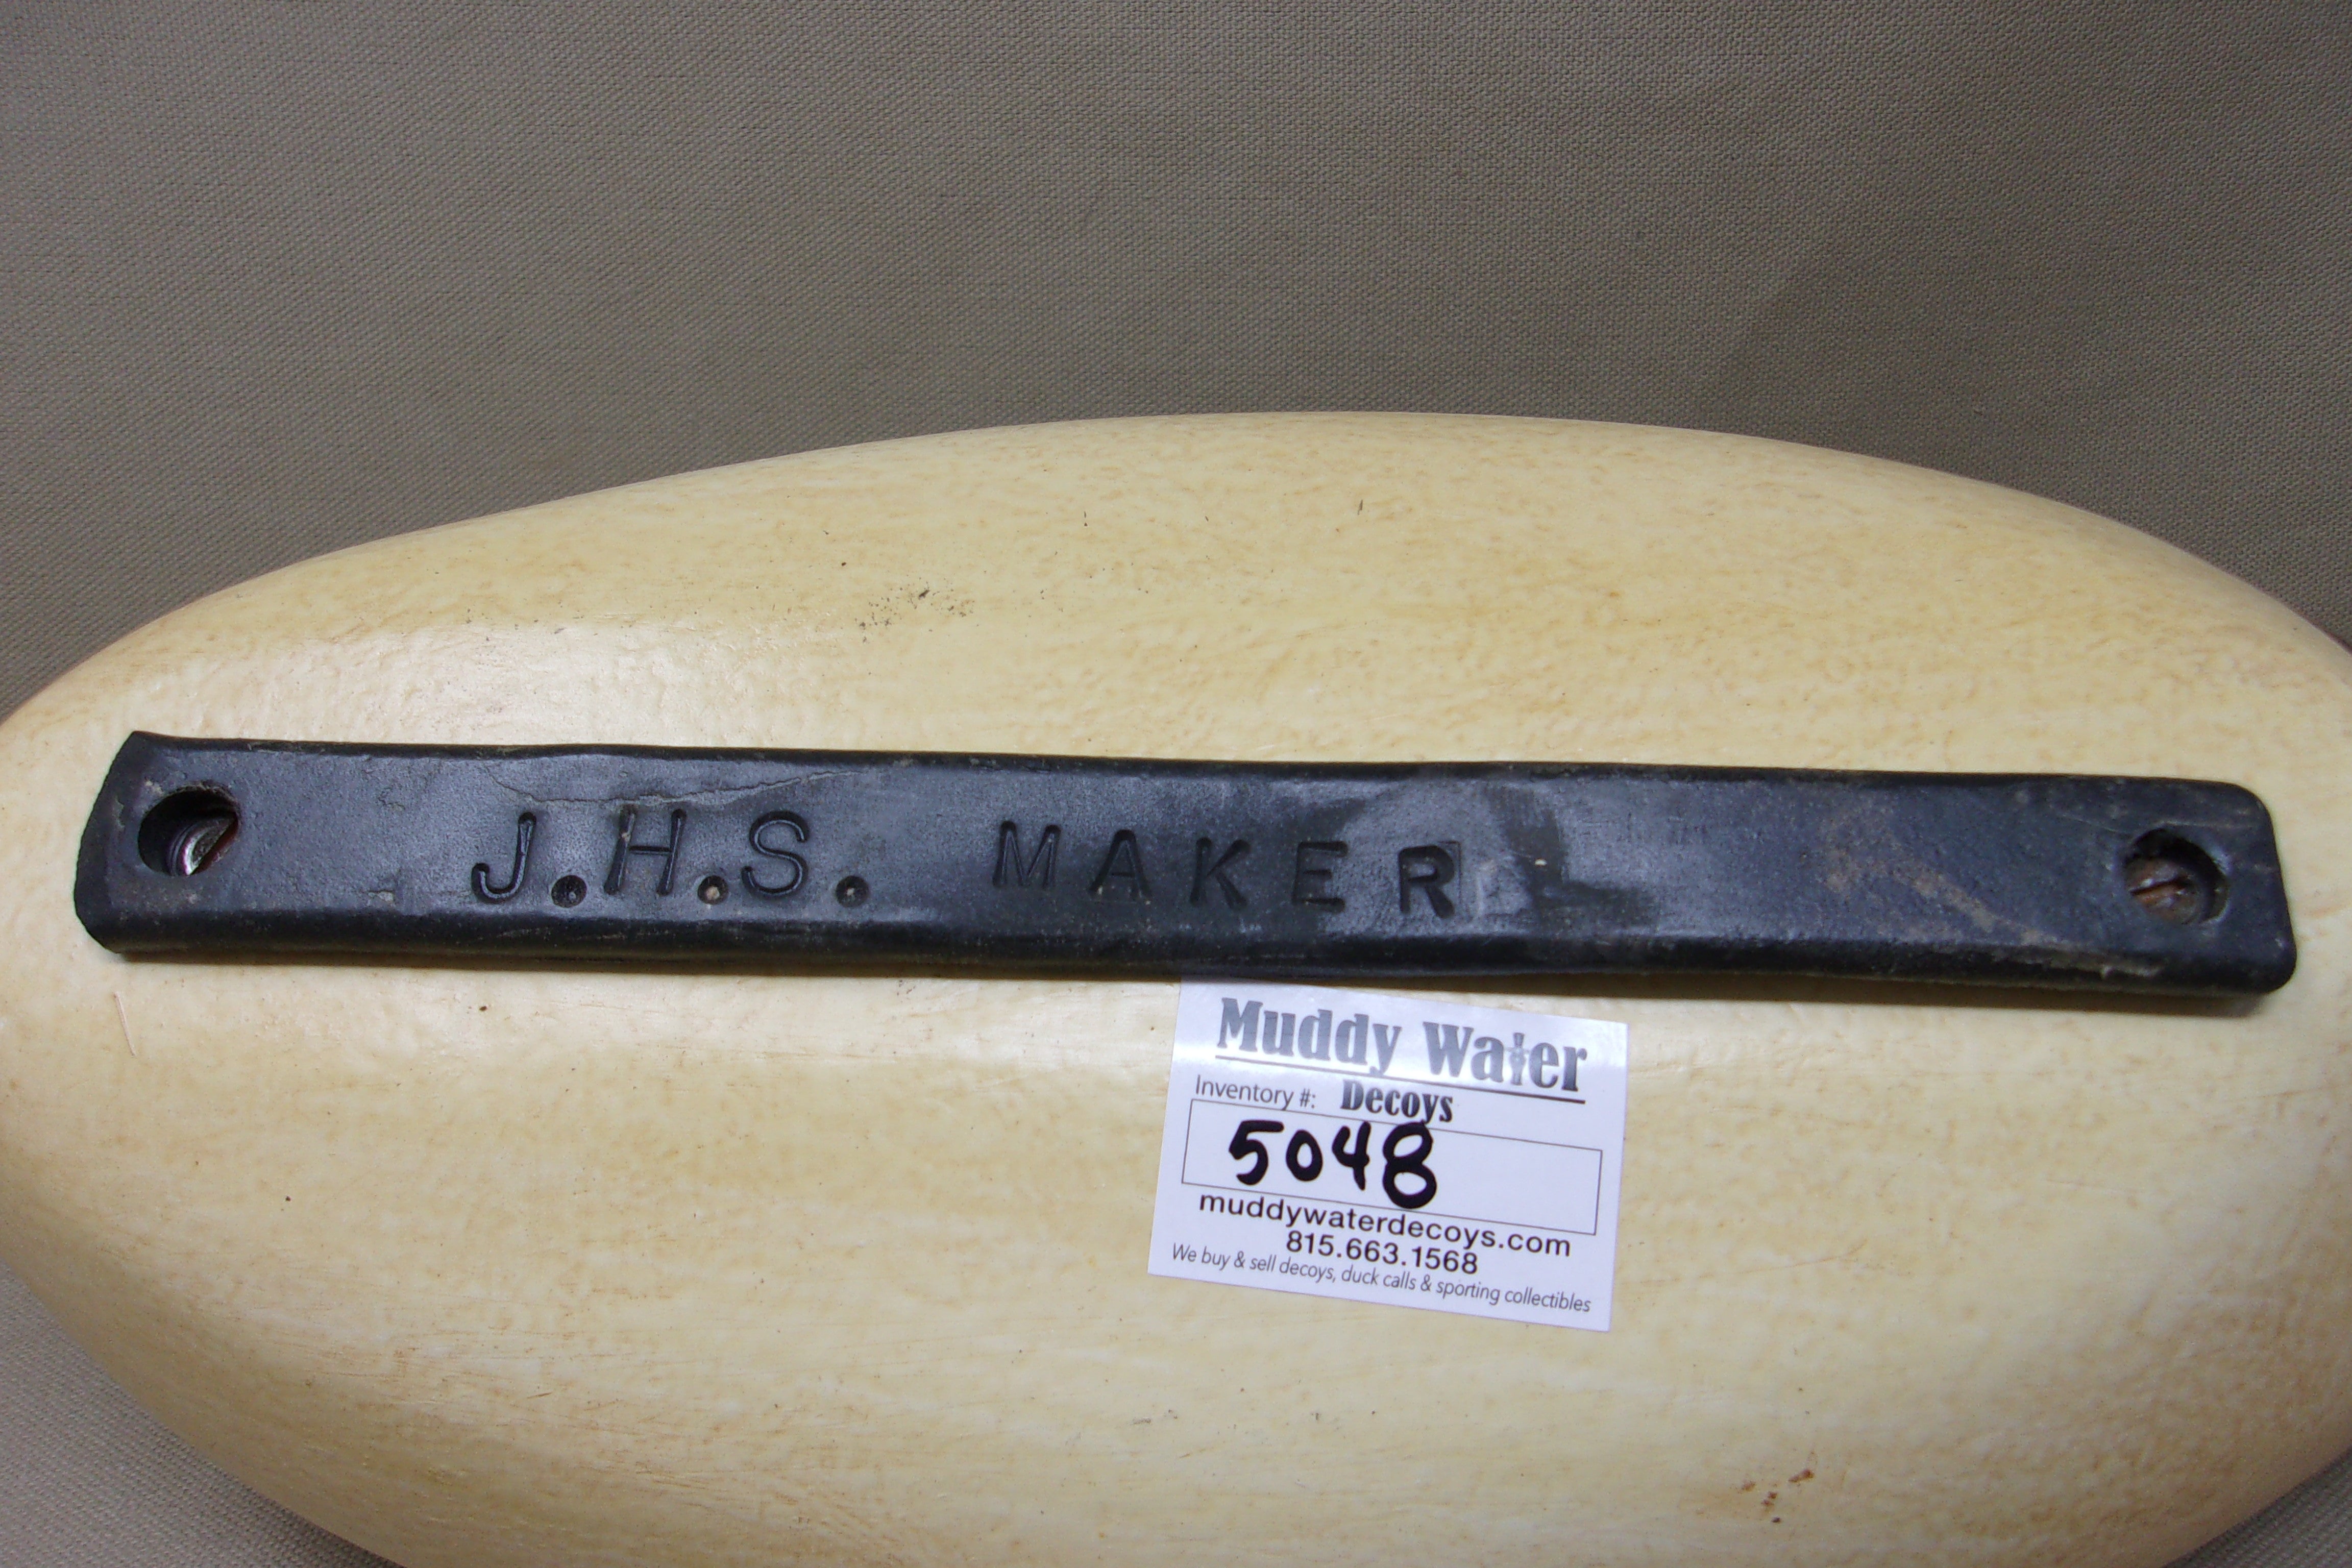 J.H.S. MAKER
Muddy Water
Inventory #: Decoys
5048
muddywaterdecoys.com
815.663.1568
We buy & sell decoys, duck calls & sporting collectibles